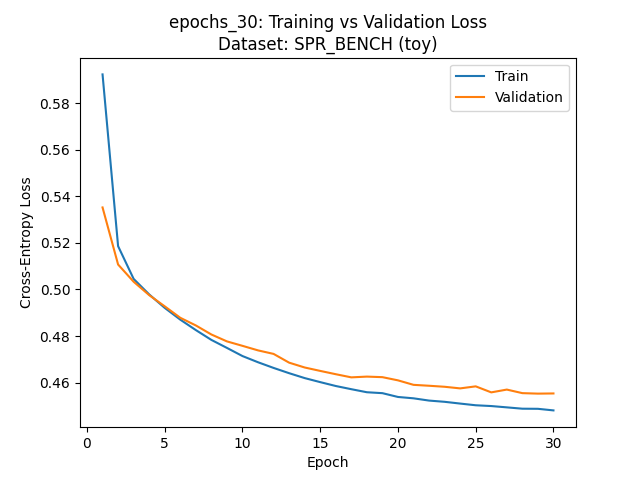 epochs_30: Training vs Validation Loss
Dataset: SPR_BENCH (toy)
Train
Validation
Cross-Entropy Loss
0.58
0.56
0.54
0.52
0.50
0.48
0.46
0 5 10 15 20 25 30
Epoch